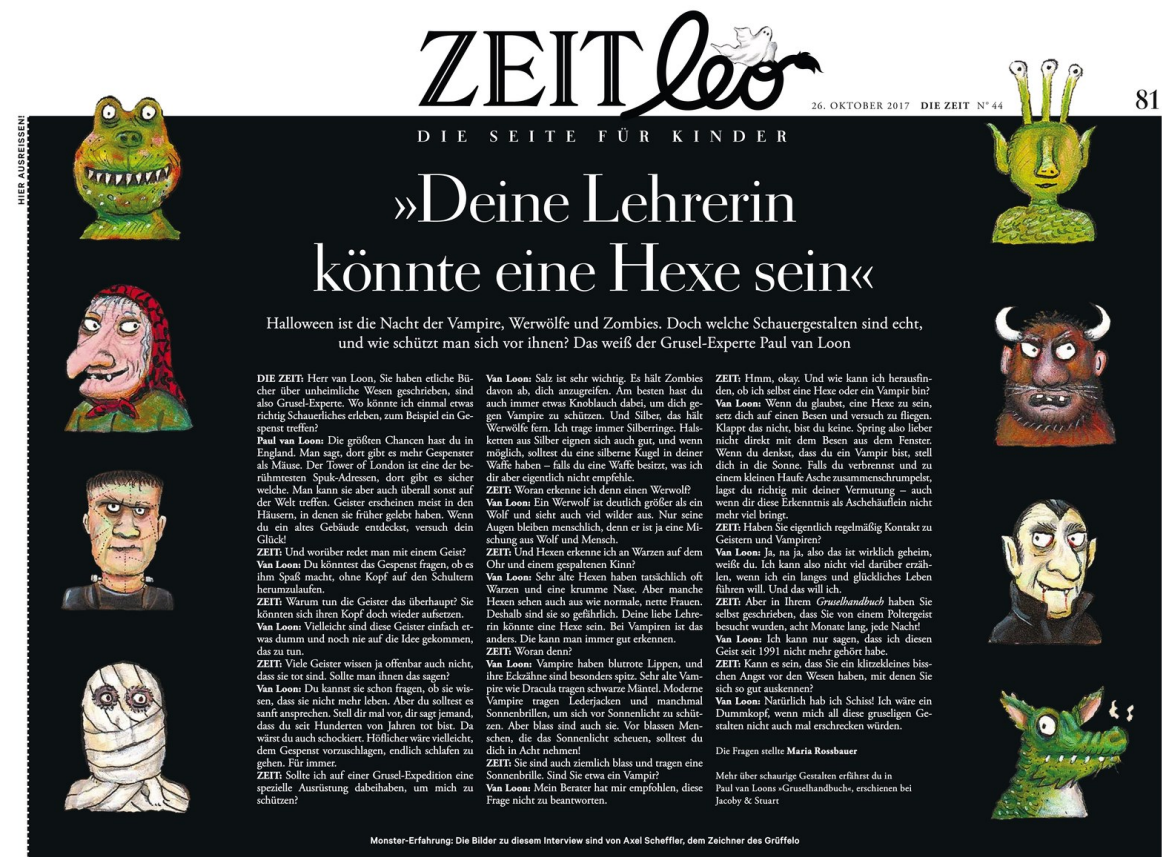 ZEIT leo
26. OKTOBER 2017 DIE ZEIT N° 44
81
HIER AUSREISSEN!
DIE SEITE FÜR KINDER
»Deine Lehrerin
könnte eine Hexe sein«
Halloween ist die Nacht der Vampire, Werwölfe und Zombies. Doch welche Schauergestalten sind echt,
und wie schützt man sich vor ihnen? Das weiß der Grusel-Experte Paul van Loon
DIE ZEIT: Herr van Loon, Sie haben etliche Bü-
cher über unheimliche Wesen geschrieben, sind
also Grusel-Experte. Wo könnte ich einmal etwas
richtig Schauerliches erleben, zum Beispiel ein Ge-
spenst treffen?
Paul van Loon: Die größten Chancen hast du in
England. Man sagt, dort gibt es mehr Gespenster
als Mäuse. Der Tower of London ist eine der be-
rühmtesten Spuk-Adressen, dort gibt es sicher
welche. Man kann sie aber auch überall sonst auf
der Welt treffen. Geister erscheinen meist in den
Häusern, in denen sie früher gelebt haben. Wenn
du ein altes Gebäude entdeckst, versuch dein
Glück!
ZEIT: Und worüber redet man mit einem Geist?
Van Loon: Du könntest das Gespenst fragen, ob es
ihm Spaß macht, ohne Kopf auf den Schultern
herumzulaufen.
ZEIT: Warum tun die Geister das überhaupt? Sie
könnten sich ihren Kopf doch wieder aufsetzen.
Van Loon: Vielleicht sind diese Geister einfach et-
was dumm und noch nie auf die Idee gekommen,
das zu tun.
ZEIT: Viele Geister wissen ja offenbar auch nicht,
dass sie tot sind. Sollte man ihnen das sagen?
Van Loon: Du kannst sie schon fragen, ob sie wis-
sen, dass sie nicht mehr leben. Aber du solltest es
sanft ansprechen. Stell dir mal vor, dir sagt jemand,
dass du seit Hunderten von Jahren tot bist. Da
wärst du auch schockiert. Höflicher wäre vielleicht,
dem Gespenst vorzuschlagen, endlich schlafen zu
gehen. Für immer.
ZEIT: Sollte ich auf einer Grusel-Expedition eine
spezielle Ausrüstung dabeihaben, um mich zu
schützen?
Van Loon: Salz ist sehr wichtig. Es hält Zombies
davon ab, dich anzugreifen. Am besten hast du
auch immer etwas Knoblauch dabei, um dich ge-
gen Vampire zu schützen. Und Silber, das hält
Werwölfe fern. Ich trage immer Silberringe. Hals-
ketten aus Silber eignen sich auch gut, und wenn
möglich, solltest du eine silberne Kugel in deiner
Waffe haben – falls du eine Waffe besitzt, was ich
dir aber eigentlich nicht empfehle.
ZEIT: Woran erkenne ich denn einen Werwolf?
Van Loon: Ein Werwolf ist deutlich größer als ein
Wolf und sieht auch viel wilder aus. Nur seine
Augen bleiben menschlich, denn er ist ja eine Mi-
schung aus Wolf und Mensch.
ZEIT: Und Hexen erkenne ich an Warzen auf dem
Ohr und einem gespaltenen Kinn?
Van Loon: Sehr alte Hexen haben tatsächlich oft
Warzen und eine krumme Nase. Aber manche
Hexen sehen auch aus wie normale, nette Frauen.
Deshalb sind sie so gefährlich. Deine liebe Lehre-
rin könnte eine Hexe sein. Bei Vampiren ist das
anders. Die kann man immer gut erkennen.
ZEIT: Woran denn?
Van Loon: Vampire haben blutrote Lippen, und
ihre Eckzähne sind besonders spitz. Sehr alte Vam-
pire wie Dracula tragen schwarze Mäntel. Moderne
Vampire tragen Lederjacken und manchmal
Sonnenbrillen, um sich vor Sonnenlicht zu schüt-
zen. Aber blass sind auch sie. Vor blassen Men-
schen, die das Sonnenlicht scheuen, solltest du
dich in Acht nehmen!
ZEIT: Sie sind auch ziemlich blass und tragen eine
Sonnenbrille. Sind Sie etwa ein Vampir?
Van Loon: Mein Berater hat mir empfohlen, diese
Frage nicht zu beantworten.
ZEIT: Hmm, okay. Und wie kann ich herausfin-
den, ob ich selbst eine Hexe oder ein Vampir bin?
Van Loon: Wenn du glaubst, eine Hexe zu sein,
setz dich auf einen Besen und versuch zu fliegen.
Klappt das nicht, bist du keine. Spring also lieber
nicht direkt mit dem Besen aus dem Fenster.
Wenn du denkst, dass du ein Vampir bist, stell
dich in die Sonne. Falls du verbrennst und zu
einem kleinen Haufe Asche zusammenschrumpelst,
lagst du richtig mit deiner Vermutung – auch
wenn dir diese Erkenntnis als Aschehäuflein nicht
mehr viel bringt.
ZEIT: Haben Sie eigentlich regelmäßig Kontakt zu
Geistern und Vampiren?
Van Loon: Ja, na ja, also das ist wirklich geheim,
weißt du. Ich kann also nicht viel darüber erzäh-
len, wenn ich ein langes und glückliches Leben
führen will. Und das will ich.
ZEIT: Aber in Ihrem Gruselhandbuch haben Sie
selbst geschrieben, dass Sie von einem Poltergeist
besucht wurden, acht Monate lang, jede Nacht!
Van Loon: Ich kann nur sagen, dass ich diesen
Geist seit 1991 nicht mehr gehört habe.
ZEIT: Kann es sein, dass Sie ein klitzekleines biss-
chen Angst vor den Wesen haben, mit denen Sie
sich so gut auskennen?
Van Loon: Natürlich hab ich Schiss! Ich wäre ein
Dummkopf, wenn mich all diese gruseligen Ge-
stalten nicht auch mal erschrecken würden.
Die Fragen stellte Maria Rossbauer
Mehr über schaurige Gestalten erfährst du in
Paul van Loons »Gruselhandbuch«, erschienen bei
Jacoby & Stuart
Monster-Erfahrung: Die Bilder zu diesem Interview sind von Axel Scheffler, dem Zeichner des Grüffelo